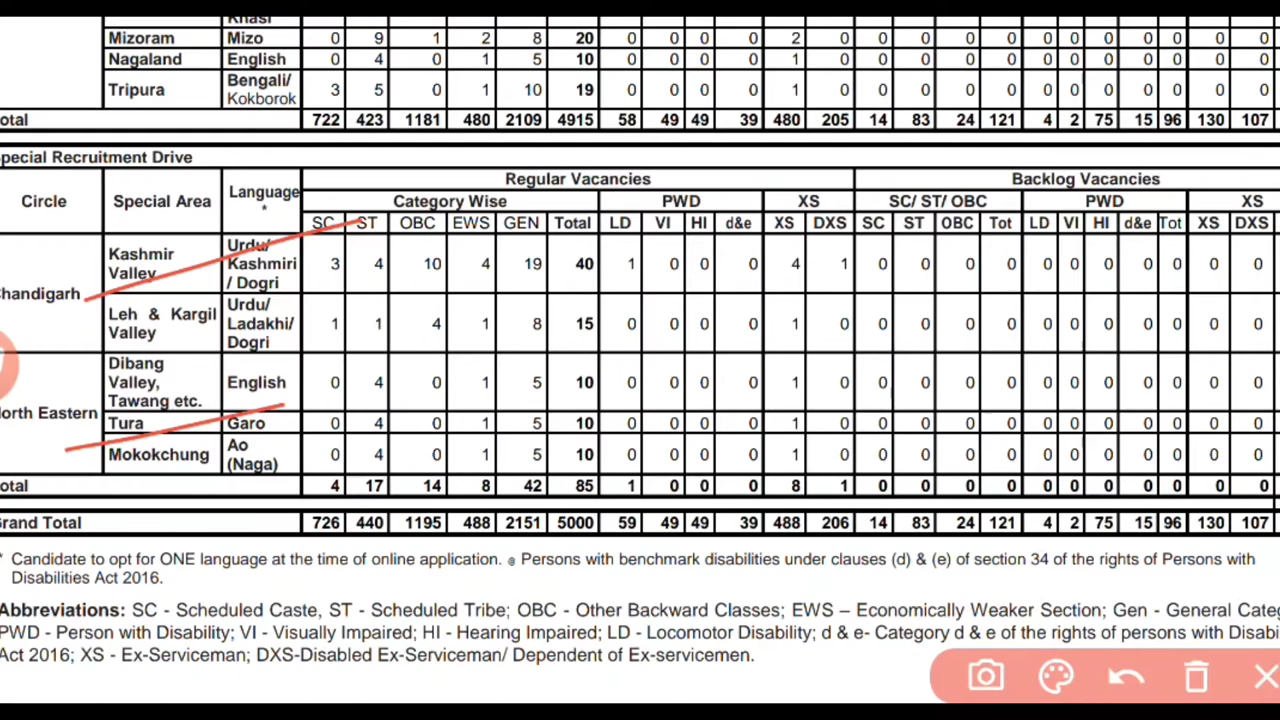 Khasi
Mizoram Mizo 0 9 1 2 8 20 0 0 0 0 2 0 0 0 0 0 0 0 0 0 0 0 0
Nagaland English 0 4 0 1 5 10 0 0 0 0 1 0 0 0 0 0 0 0 0 0 0 0 0
Tripura Bengali/ Kokborok 3 5 0 1 10 19 0 0 0 0 1 0 0 0 0 0 0 0 0 0 0 0 0
otal 722 423 1181 480 2109 4915 58 49 49 39 480 205 14 83 24 121 4 2 75 15 96 130 107
pecial Recruitment Drive
Circle Special Area Language * Regular Vacancies Backlog Vacancies
Category Wise PWD XS SC/ ST/ OBC PWD XS
SC ST OBC EWS GEN Total LD VI HI d&e XS DXS SC ST OBC Tot LD VI HI d&e Tot XS DXS
handigarh Kashmir Valley Urdu/ Kashmiri / Dogri 3 4 10 4 19 40 1 0 0 0 4 1 0 0 0 0 0 0 0 0 0 0 0
Leh & Kargil Valley Urdu/ Ladakhi/ Dogri 1 1 4 1 8 15 0 0 0 0 1 0 0 0 0 0 0 0 0 0 0 0 0
orth Eastern Dibang Valley, Tawang etc. English 0 4 0 1 5 10 0 0 0 0 1 0 0 0 0 0 0 0 0 0 0 0 0
Tura Garo 0 4 0 1 5 10 0 0 0 0 1 0 0 0 0 0 0 0 0 0 0 0 0
Mokokchung Ao (Naga) 0 4 0 1 5 10 0 0 0 0 1 0 0 0 0 0 0 0 0 0 0 0 0
otal 4 17 14 8 42 85 1 0 0 0 8 1 0 0 0 0 0 0 0 0 0 0 0
Grand Total 726 440 1195 488 2151 5000 59 49 49 39 488 206 14 83 24 121 4 2 75 15 96 130 107
* Candidate to opt for ONE language at the time of online application. @ Persons with benchmark disabilities under clauses (d) & (e) of section 34 of the rights of Persons with
Disabilities Act 2016.
Abbreviations: SC - Scheduled Caste, ST - Scheduled Tribe; OBC - Other Backward Classes; EWS – Economically Weaker Section; Gen - General Categ
PWD - Person with Disability; VI - Visually Impaired; HI - Hearing Impaired; LD - Locomotor Disability; d & e- Category d & e of the rights of persons with Disabi
Act 2016; XS - Ex-Serviceman; DXS-Disabled Ex-Serviceman/ Dependent of Ex-servicemen.